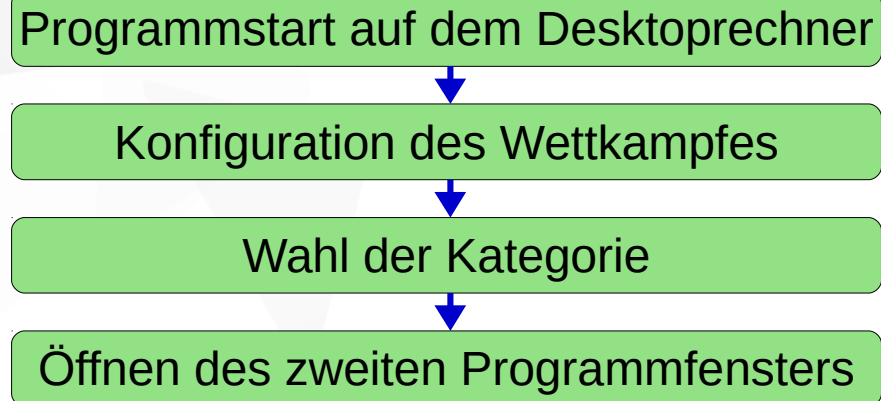 Programmstart auf dem Desktoprechner
Konfiguration des Wettkampfes
Wahl der Kategorie
Öffnen des zweiten Programmfensters